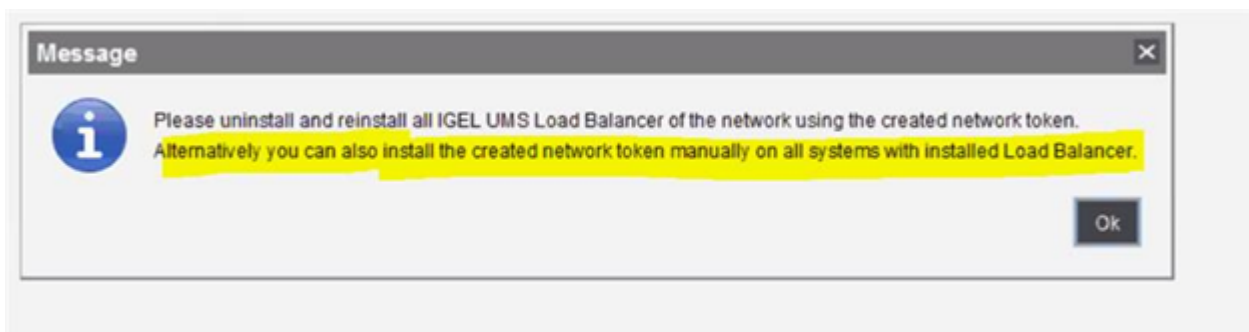 Message
Please uninstall and reinstall all IGEL UMS Load Balancer of the network using the created network token.
Alternatively you can also install the created network token manually on all systems with installed Load Balancer.
Ok